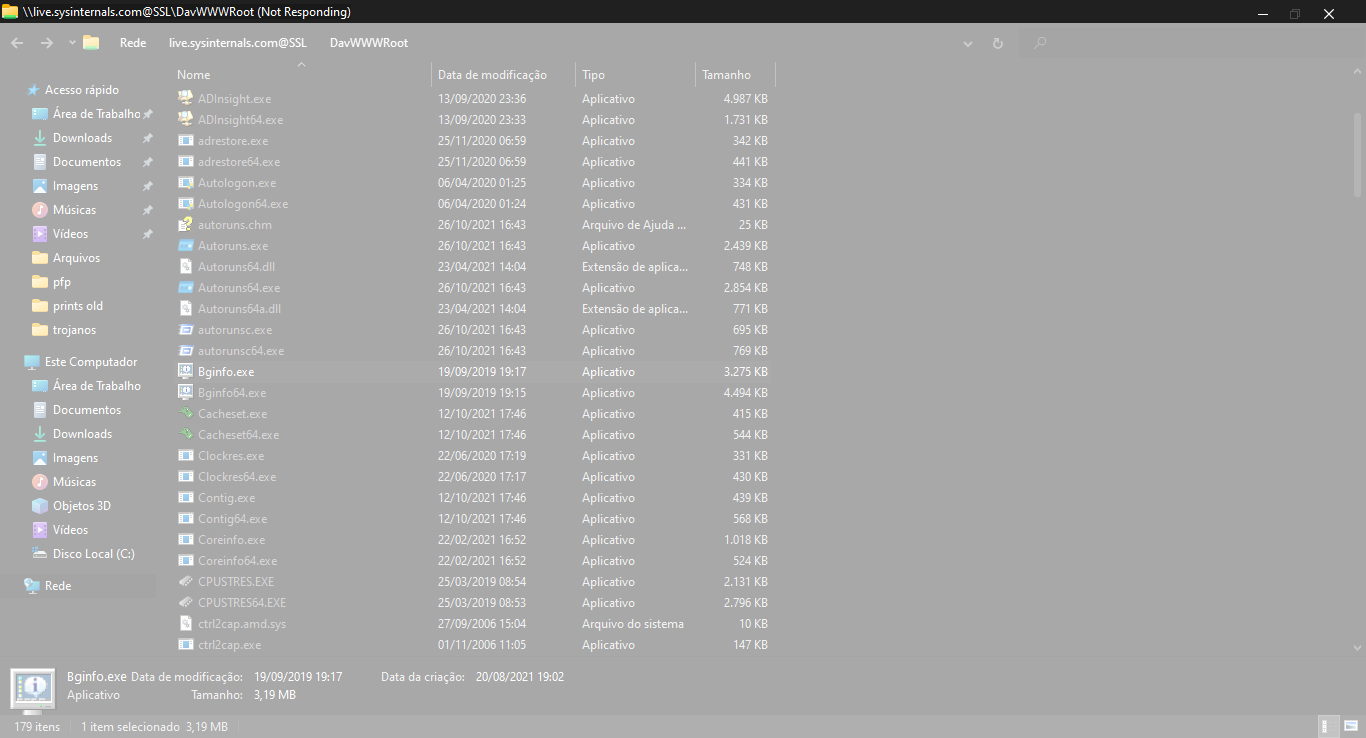 \\live.sysinternals.com@SSL\DavWWWRoot (Not Responding)
Rede live.sysinternals.com@SSL DavWWWRoot
Nome Data de modificação Tipo Tamanho
Acesso rápido
Área de Trabalho
Downloads
Documentos
Imagens
Músicas
Vídeos
Arquivos
pfp
prints old
trojanos
Este Computador
Área de Trabalho
Documentos
Downloads
Imagens
Músicas
Objetos 3D
Vídeos
Disco Local (C:)
Rede
ADInsight.exe 13/09/2020 23:36 Aplicativo 4.987 KB
ADInsight64.exe 13/09/2020 23:33 Aplicativo 1.731 KB
adrestore.exe 25/11/2020 06:59 Aplicativo 342 KB
adrestore64.exe 25/11/2020 06:59 Aplicativo 441 KB
Autologon.exe 06/04/2020 01:25 Aplicativo 334 KB
Autologon64.exe 06/04/2020 01:24 Aplicativo 431 KB
autoruns.chm 26/10/2021 16:43 Arquivo de Ajuda ... 25 KB
Autoruns.exe 26/10/2021 16:43 Aplicativo 2.439 KB
Autoruns64.dll 23/04/2021 14:04 Extensão de aplica... 748 KB
Autoruns64.exe 26/10/2021 16:43 Aplicativo 2.854 KB
Autoruns64a.dll 23/04/2021 14:04 Extensão de aplica... 771 KB
autorunsc.exe 26/10/2021 16:43 Aplicativo 695 KB
autorunsc64.exe 26/10/2021 16:43 Aplicativo 769 KB
Bginfo.exe 19/09/2019 19:17 Aplicativo 3.275 KB
Bginfo64.exe 19/09/2019 19:15 Aplicativo 4.494 KB
Cacheset.exe 12/10/2021 17:46 Aplicativo 415 KB
Cacheset64.exe 12/10/2021 17:46 Aplicativo 544 KB
Clockres.exe 22/06/2020 17:19 Aplicativo 331 KB
Clockres64.exe 22/06/2020 17:17 Aplicativo 430 KB
Contig.exe 12/10/2021 17:46 Aplicativo 439 KB
Contig64.exe 12/10/2021 17:46 Aplicativo 568 KB
Coreinfo.exe 22/02/2021 16:52 Aplicativo 1.018 KB
Coreinfo64.exe 22/02/2021 16:52 Aplicativo 524 KB
CPUSTRES.EXE 25/03/2019 08:54 Aplicativo 2.131 KB
CPUSTRES64.EXE 25/03/2019 08:53 Aplicativo 2.796 KB
ctrl2cap.amd.sys 27/09/2006 15:04 Arquivo do sistema 10 KB
ctrl2cap.exe 01/11/2006 11:05 Aplicativo 147 KB
Bginfo.exe Data de modificação: 19/09/2019 19:17 Data da criação: 20/08/2021 19:02
Aplicativo Tamanho: 3,19 MB
179 itens 1 item selecionado 3,19 MB